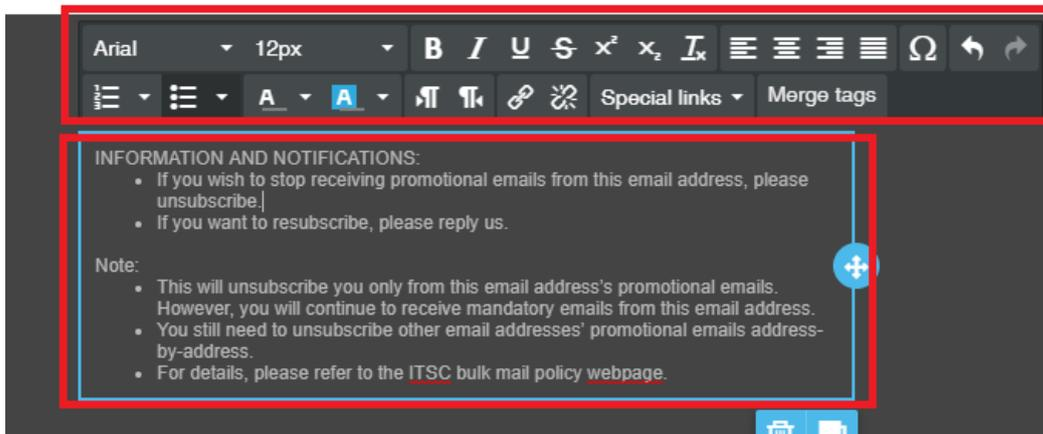 Arial 12px B I U S x² x₂ Tx Ω
A A Special links Merge tags
INFORMATION AND NOTIFICATIONS:
• If you wish to stop receiving promotional emails from this email address, please
unsubscribe.
• If you want to resubscribe, please reply us.
Note:
• This will unsubscribe you only from this email address's promotional emails.
However, you will continue to receive mandatory emails from this email address.
• You still need to unsubscribe other email addresses' promotional emails address-
by-address.
• For details, please refer to the ITSC bulk mail policy webpage.